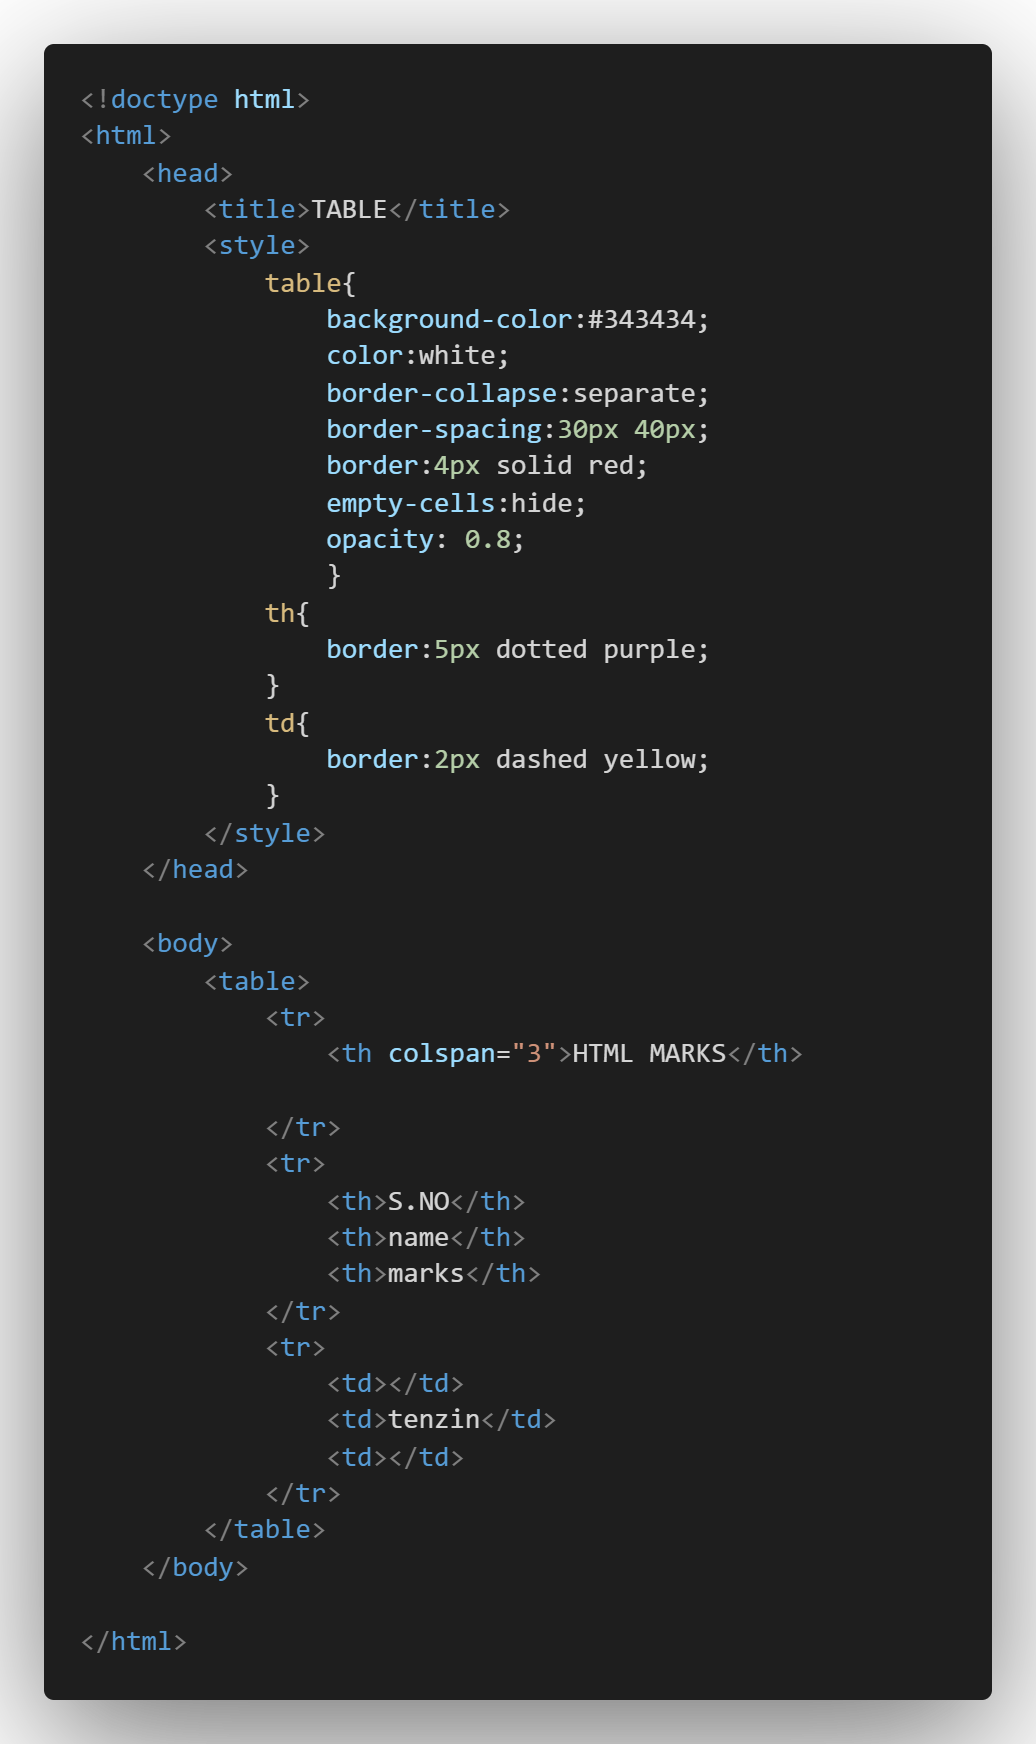 <!doctype html>
<html>
    <head>
        <title>TABLE</title>
        <style>
            table{
                background-color:#343434;
                color:white;
                border-collapse:separate;
                border-spacing:30px 40px;
                border:4px solid red;
                empty-cells:hide;
                opacity: 0.8;
                }
            th{
                border:5px dotted purple;
            }
            td{
                border:2px dashed yellow;
            }
        </style>
    </head>

    <body>
        <table>
            <tr>
                <th colspan="3">HTML MARKS</th>

            </tr>
            <tr>
                <th>S.NO</th>
                <th>name</th>
                <th>marks</th>
            </tr>
            <tr>
                <td></td>
                <td>tenzin</td>
                <td></td>
            </tr>
        </table>
    </body>

</html>